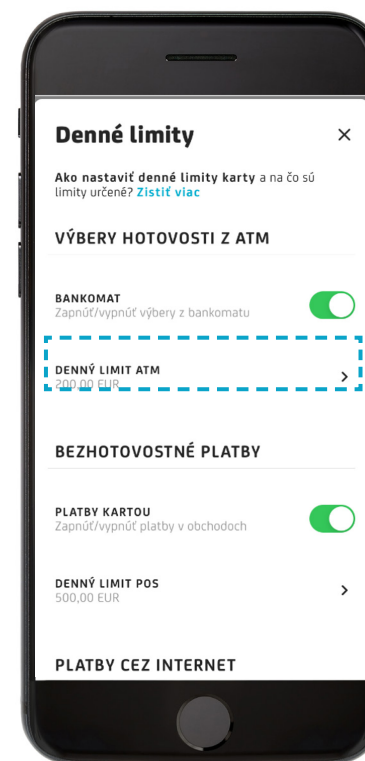 Denné limity
Ako nastaviť denné limity karty a na čo sú
limity určené? Zistiť viac
VÝBERY HOTOVOSTI Z ATM
BANKOMAT
Zapnúť/vypnúť výbery z bankomatu
DENNÝ LIMIT ATM
200,00 EUR
BEZHOTOVOSTNÉ PLATBY
PLATBY KARTOU
Zapnúť/vypnúť platby v obchodoch
DENNÝ LIMIT POS
500,00 EUR
PLATBY CEZ INTERNET